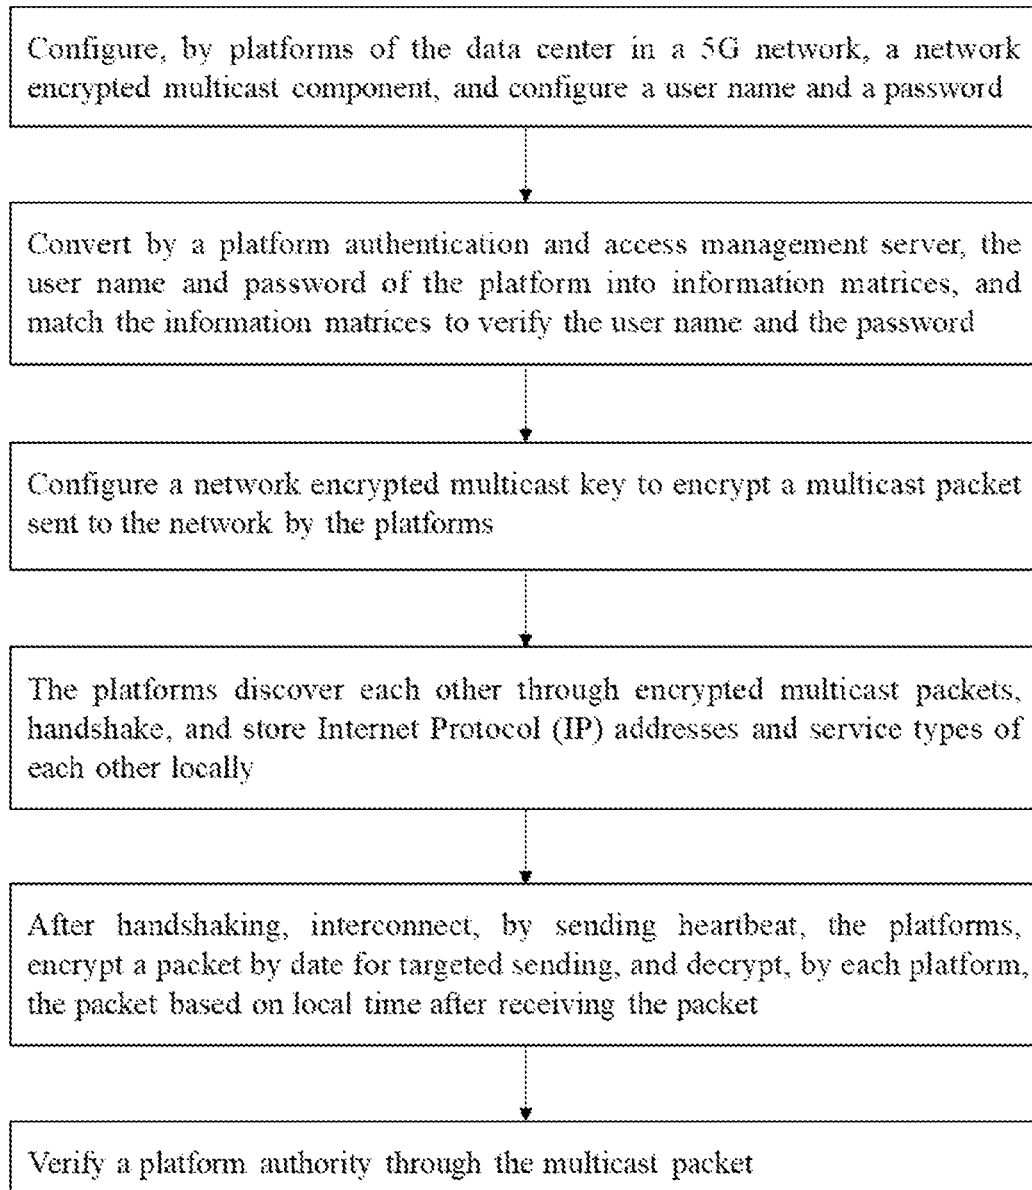 Configure, by platforms of the data center in a 5G network, a network
encrypted multicast component, and configure a user name and a password
Convert by a platform authentication and access management server, the
user name and password of the platform into information matrices, and
match the information matrices to verify the user name and the password
Configure a network encrypted multicast key to encrypt a multicast packet
sent to the network by the platforms
The platforms discover each other through encrypted multicast packets,
handshake, and store Internet Protocol (IP) addresses and service types of
each other locally
After handshaking, interconnect, by sending heartbeat, the platforms,
encrypt a packet by date for targeted sending, and decrypt, by each platform,
the packet based on local time after receiving the packet
Verify a platform authority through the multicast packet